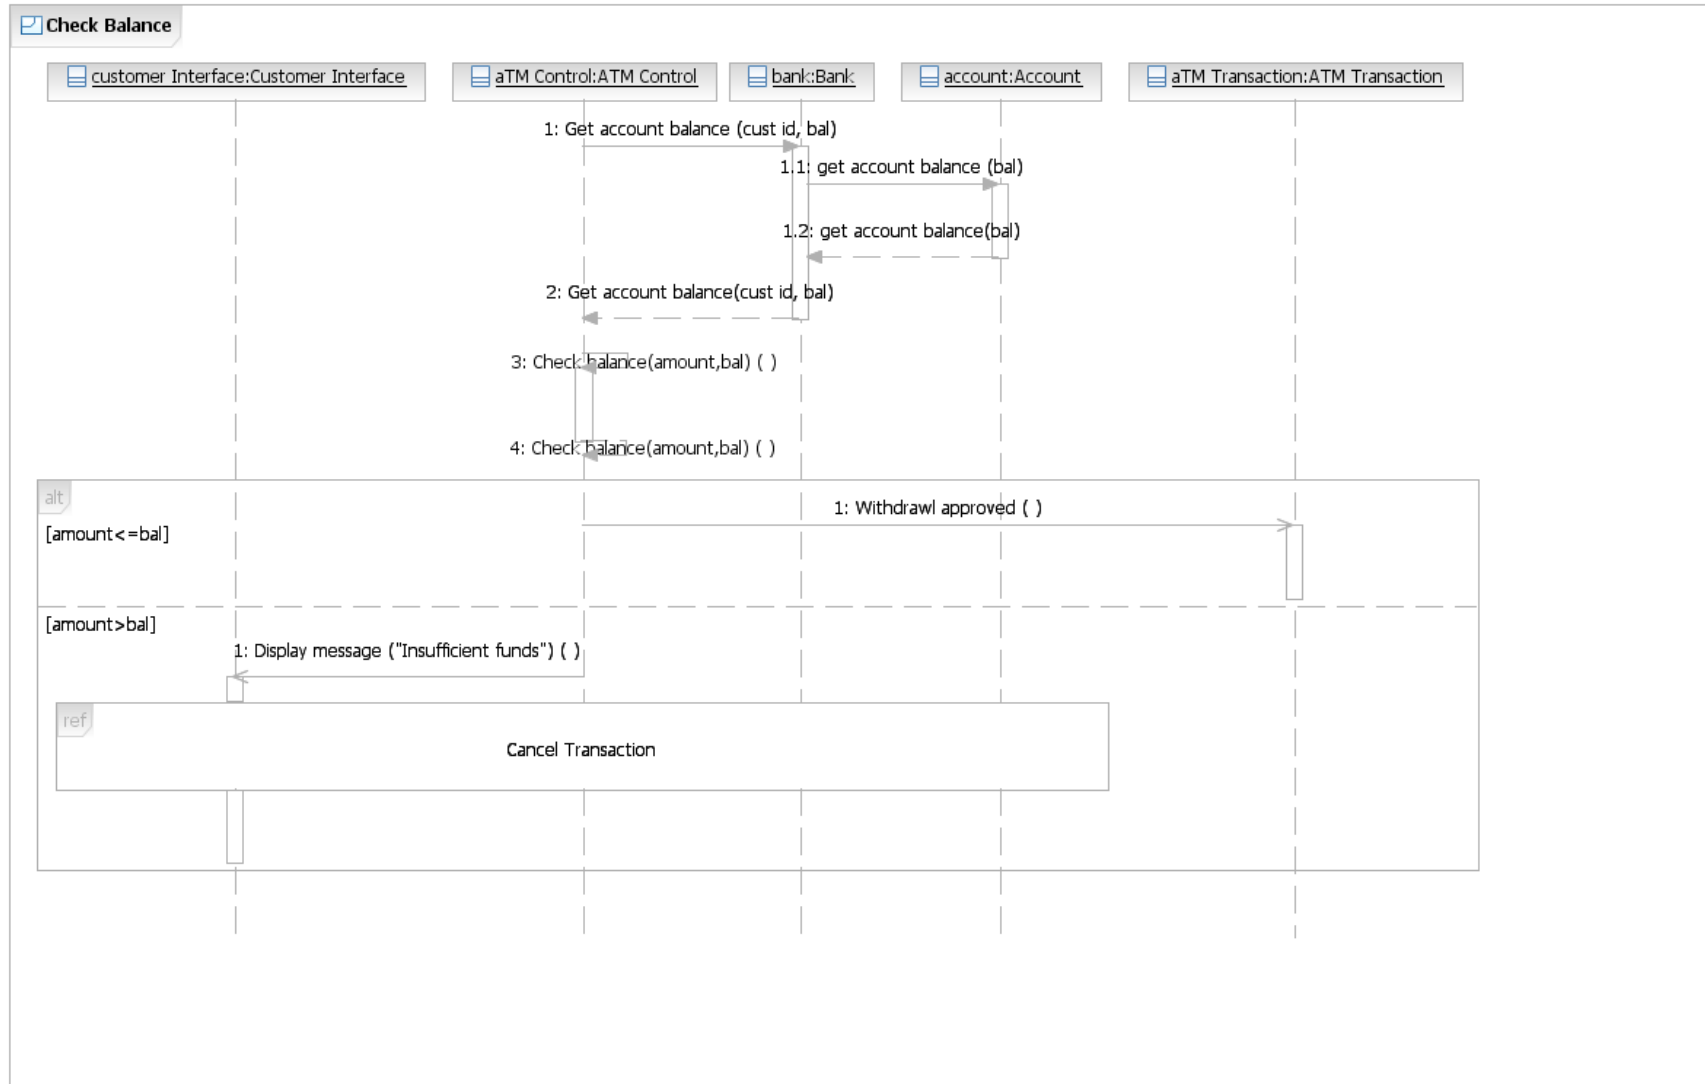 Check Balance
customer Interface:Customer Interface
aTM Control:ATM Control
bank:Bank
account:Account
aTM Transaction:ATM Transaction
1: Get account balance (cust id, bal)
1.1: get account balance (bal)
1.2: get account balance(bal)
2: Get account balance(cust id, bal)
3: Check balance(amount,bal) ( )
4: Check balance(amount,bal) ( )
alt
1: Withdrawl approved ( )
[amount<=bal]
[amount>bal]
1: Display message ("Insufficient funds") ( )
ref
Cancel Transaction